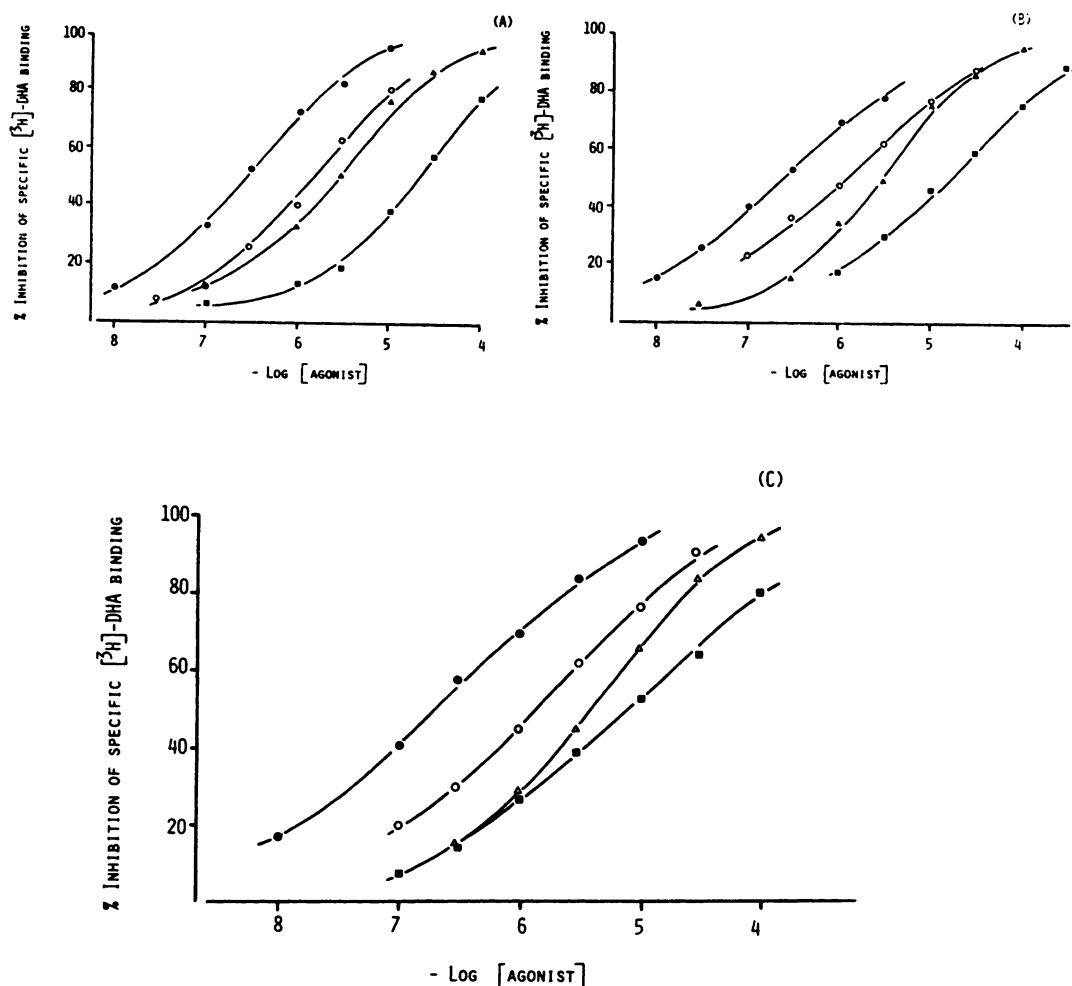 (A)
% INHIBITION OF SPECIFIC [³H]-DHA BINDING
100
80
60
40
20
8 7 6 5 4
- LOG [AGONIST]
(B)
% INHIBITION OF SPECIFIC [³H]-DHA BINDING
100
80
60
40
20
8 7 6 5 4
- LOG [AGONIST]
(C)
% INHIBITION OF SPECIFIC [³H]-DHA BINDING
100
80
60
40
20
8 7 6 5 4
- LOG [AGONIST]